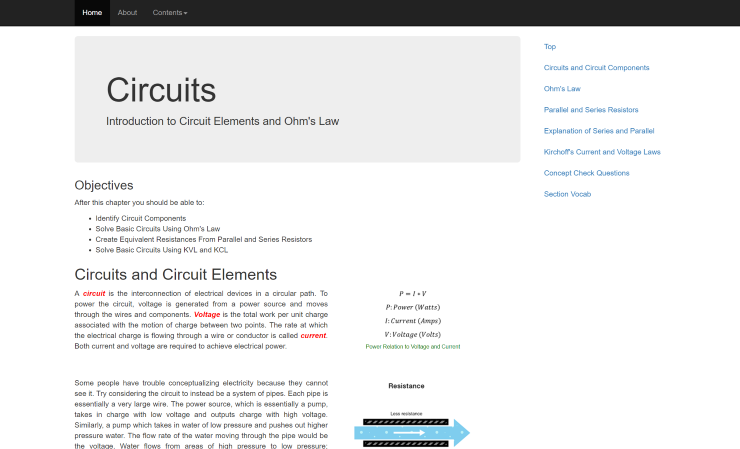 Home About Contents
Circuits
Introduction to Circuit Elements and Ohm's Law
Top
Circuits and Circuit Components
Ohm's Law
Parallel and Series Resistors
Explanation of Series and Parallel
Kirchoff's Current and Voltage Laws
Concept Check Questions
Section Vocab
Objectives
After this chapter you should be able to:
Identify Circuit Components
Solve Basic Circuits Using Ohm's Law
Create Equivalent Resistances From Parallel and Series Resistors
Solve Basic Circuits Using KVL and KCL
Circuits and Circuit Elements
A circuit is the interconnection of electrical devices in a circular path. To
power the circuit, voltage is generated from a power source and moves
through the wires and components. Voltage is the total work per unit charge
associated with the motion of charge between two points. The rate at which
the electrical charge is flowing through a wire or conductor is called current.
Both current and voltage are required to achieve electrical power.
P = I * V
P: Power (Watts)
I: Current (Amps)
V: Voltage (Volts)
Power Relation to Voltage and Current
Some people have trouble conceptualizing electricity because they cannot
see it. Try considering the circuit to instead be a system of pipes. Each pipe is
essentially a very large wire. The power source, which is essentially a pump,
takes in charge with low voltage and outputs charge with high voltage.
Similarly, a pump which takes in water of low pressure and pushes out higher
pressure water. The flow rate of the water moving through the pipe would be
the voltage. Water flows from areas of high pressure to low pressure;
Resistance
Less resistance